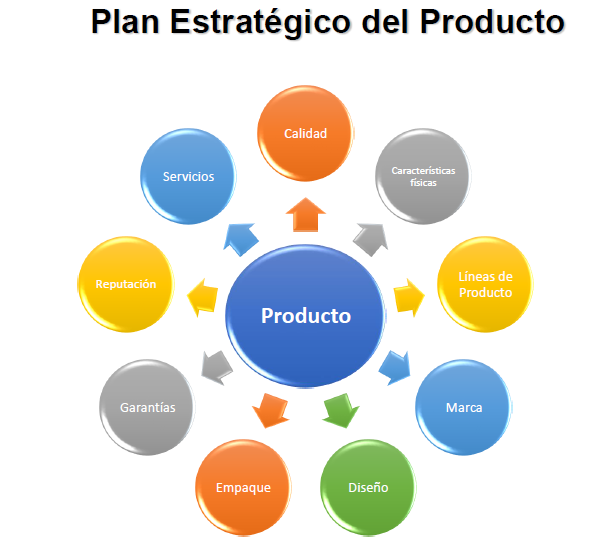 Plan Estratégico del Producto
Calidad
Características
físicas
Líneas de
Producto
Marca
Diseño
Empaque
Garantías
Reputación
Servicios
Producto